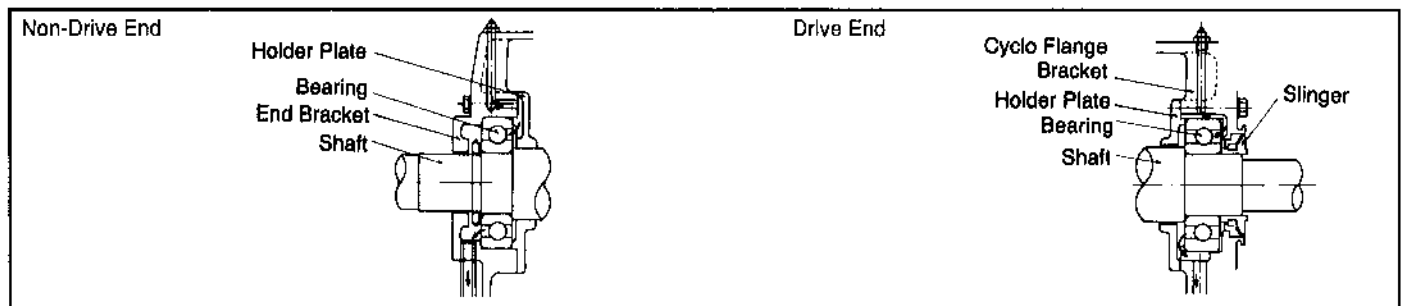 Non-Drive End
Holder Plate
Bearing
End Bracket
Shaft
Drive End
Cyclo Flange
Bracket
Holder Plate
Bearing
Shaft
Slinger